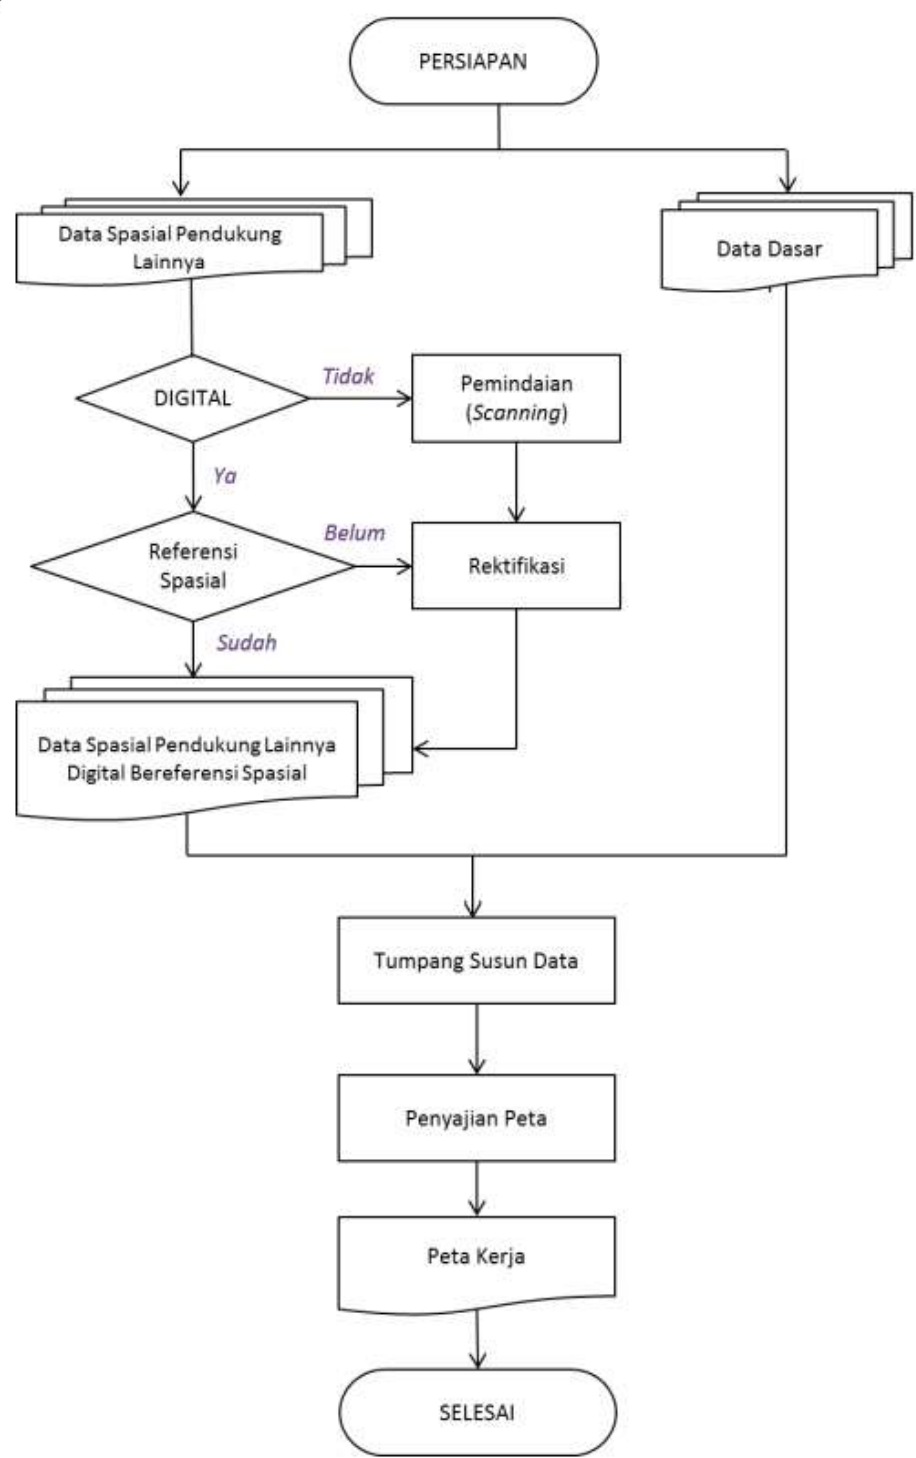 PERSIAPAN
Data Spasial Pendukung
Lainnya
Data Dasar
DIGITAL
Tidak
Pemindaian
(Scanning)
Ya
Referensi
Spasial
Belum
Rektifikasi
Sudah
Data Spasial Pendukung Lainnya
Digital Bereferensi Spasial
Tumpang Susun Data
Penyajian Peta
Peta Kerja
SELESAI